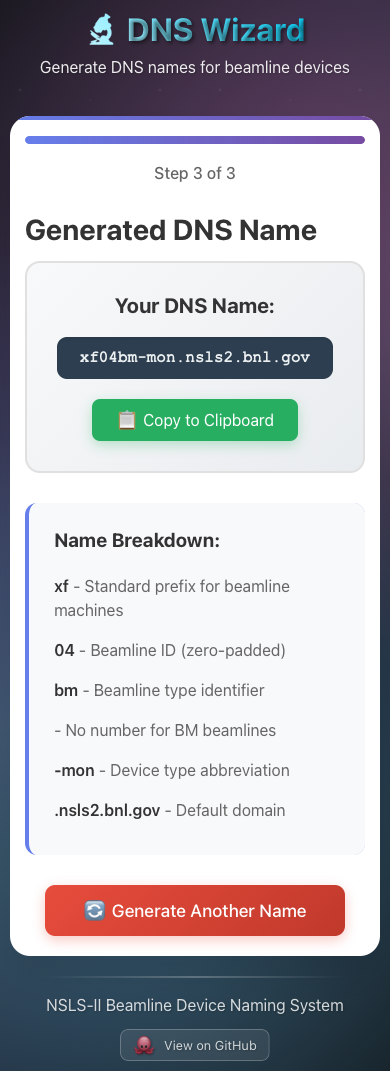 DNS Wizard
Generate DNS names for beamline devices
Step 3 of 3
Generated DNS Name
Your DNS Name:
xf04bm-mon.nsls2.bnl.gov
Copy to Clipboard
Name Breakdown:
xf - Standard prefix for beamline
machines
04 - Beamline ID (zero-padded)
bm - Beamline type identifier
- No number for BM beamlines
-mon - Device type abbreviation
.nsls2.bnl.gov - Default domain
Generate Another Name
NSLS-II Beamline Device Naming System
View on GitHub